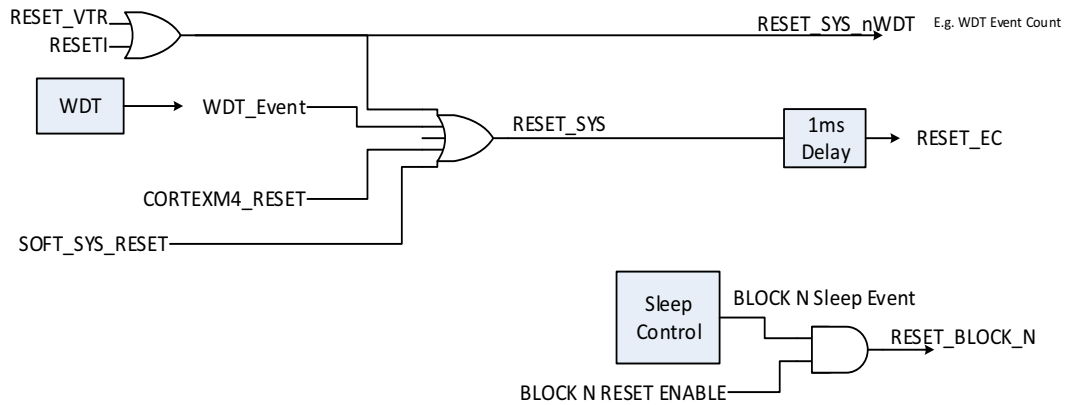 RESET_VTR
RESETI
RESET_SYS_nWDT
E.g. WDT Event Count
WDT
WDT_Event
RESET_SYS
1ms
Delay
RESET_EC
CORTEXM4_RESET
SOFT_SYS_RESET
Sleep
Control
BLOCK N Sleep Event
RESET_BLOCK_N
BLOCK N RESET ENABLE